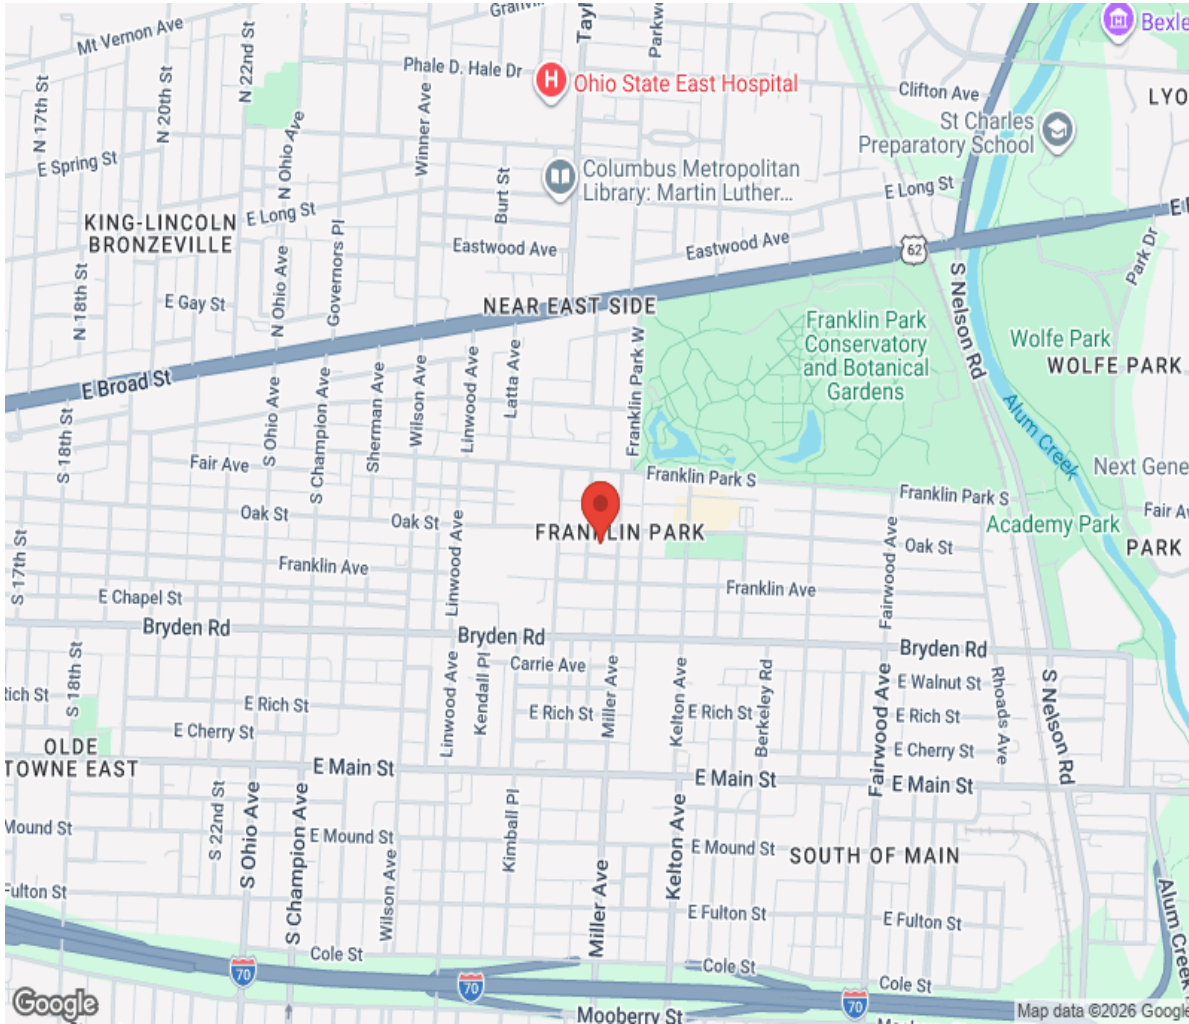 Granvi
Mt Vernon Ave
N 22nd St
Tayl
Parkw
Bexle
Phale D. Hale Dr
Ohio State East Hospital
Clifton Ave
LYO
N 17th St
N 20th St
Winner Ave
N Ohio Ave
St Charles
Preparatory School
E Spring St
Columbus Metropolitan
Library: Martin Luther...
Burt St
E Long St
KING-LINCOLN
BRONZEVILLE
E Long St
Governors Pl
Eastwood Ave
Eastwood Ave
62
Park Dr
N 18th St
E Gay St
N Ohio Ave
NEAR EAST SIDE
S Nelson Rd
Franklin Park
Conservatory
and Botanical
Gardens
Wolfe Park
WOLFE PARK
E Broad St
Franklin Park W
S 18th St
S Ohio Ave
S Champion Ave
Sherman Ave
Wilson Ave
Linwood Ave
Latta Ave
Alum Creek
Fair Ave
Franklin Park S
Franklin Park S
Next Gene
Fair Av
Oak St
Oak St
Linwood Ave
FRANKLIN PARK
Fairwood Ave
Oak St
Academy Park
PARK
S 17th St
Franklin Ave
Franklin Ave
E Chapel St
Bryden Rd
Bryden Rd
Bryden Rd
Carrie Ave
S 18th St
Rich St
E Rich St
Linwood Ave
Kendall Pl
E Rich St
Miller Ave
Kelton Ave
E Rich St
Berkeley Rd
Fairwood Ave
E Walnut St
E Rich St
Rhoads Ave
S Nelson Rd
E Cherry St
E Cherry St
OLDE
TOWNE EAST
E Main St
E Main St
E Main St
Mound St
S 22nd St
S Ohio Ave
S Champion Ave
E Mound St
Wilson Ave
Kimball Pl
Miller Ave
Kelton Ave
E Mound St
SOUTH OF MAIN
Fulton St
E Fulton St
E Fulton St
Alum Creek
Cole St
Cole St
Cole St
70
70
70
Mooberry St
Google
Map data ©2026 Google